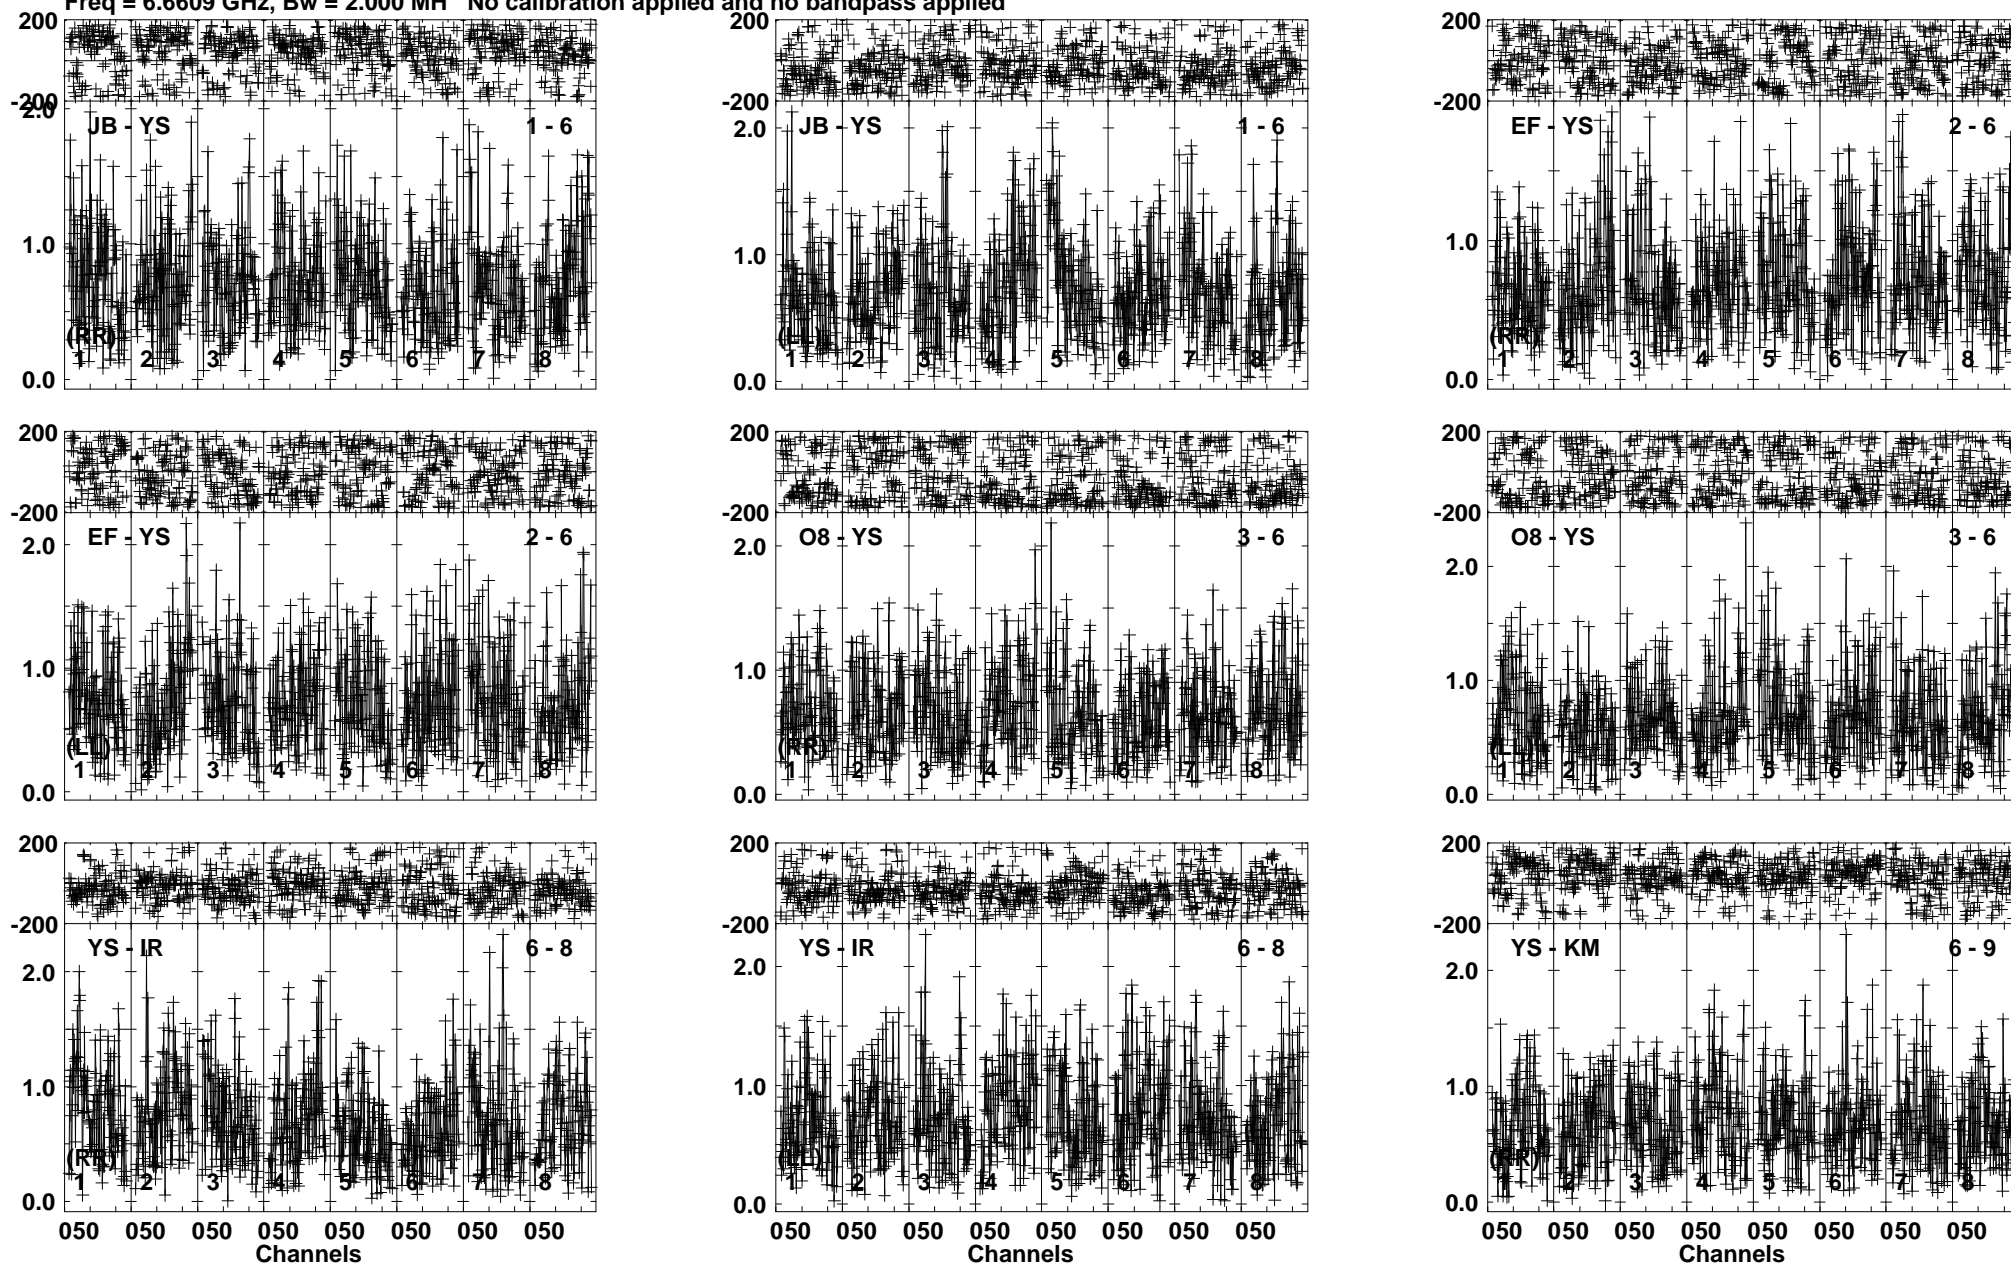 Freq = 6.6609 GHz, Bw = 2.000 MH No calibration applied and no bandpass applied
200
-200
JB - YS 1 - 6
2.0
1.0
0.0
(RR)
1 2 3 4 5 6 7 8
200
-200
JB - YS 1 - 6
2.0
1.0
0.0
(LL)
1 2 3 4 5 6 7 8
200
-200
EF - YS 2 - 6
1.0
0.0
(RR)
1 2 3 4 5 6 7 8
200
-200
EF - YS 2 - 6
2.0
1.0
0.0
(LL)
1 2 3 4 5 6 7 8
200
-200
O8 - YS 3 - 6
2.0
1.0
0.0
(RR)
1 2 3 4 5 6 7 8
200
-200
O8 - YS 3 - 6
2.0
1.0
0.0
(LL)
1 2 3 4 5 6 7 8
200
-200
YS - IR 6 - 8
2.0
1.0
0.0
(RR)
1 2 3 4 5 6 7 8
050 050 050 050 050 050 050 050
Channels
200
-200
YS - IR 6 - 8
2.0
1.0
0.0
(LL)
1 2 3 4 5 6 7 8
050 050 050 050 050 050 050 050
Channels
200
-200
YS - KM 6 - 9
2.0
1.0
0.0
(RR)
1 2 3 4 5 6 7 8
050 050 050 050 050 050 050 050
Channels